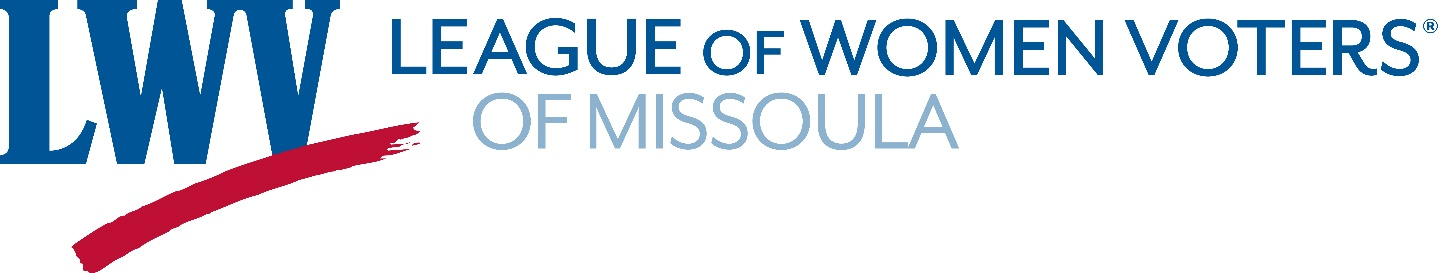 LWV
LEAGUE OF WOMEN VOTERS®
OF MISSOULA